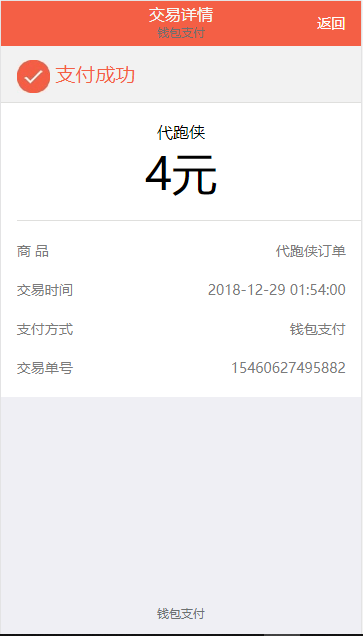 交易详情
钱包支付
返回
支付成功
代跑侠
4元
商 品 代跑侠订单
交易时间 2018-12-29 01:54:00
支付方式 钱包支付
交易单号 15460627495882
钱包支付